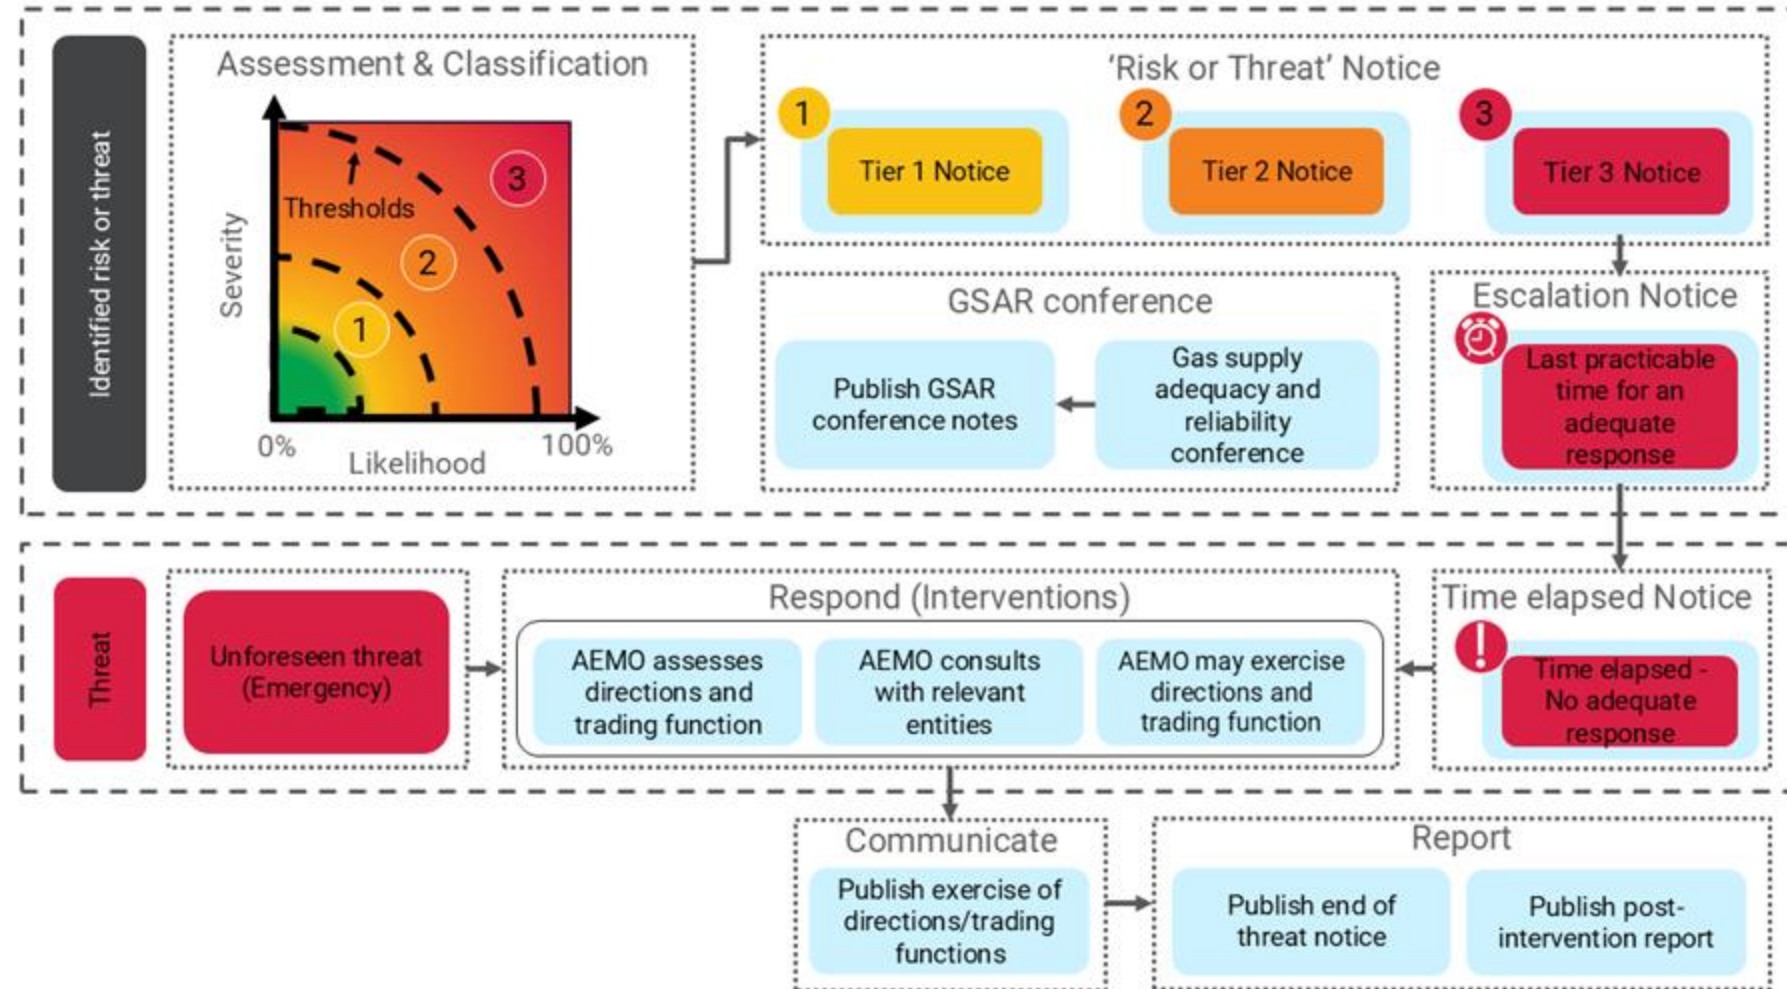 Identified risk or threat
Assessment & Classification
Severity
Thresholds
3
2
1
0%
100%
Likelihood
‘Risk or Threat’ Notice
1
Tier 1 Notice
2
Tier 2 Notice
3
Tier 3 Notice
GSAR conference
Publish GSAR
conference notes
Gas supply
adequacy and
reliability
conference
Escalation Notice
Last practicable
time for an
adequate
response
Threat
Unforeseen threat
(Emergency)
Respond (Interventions)
AEMO assesses
directions and
trading function
AEMO consults
with relevant
entities
AEMO may exercise
directions and
trading function
Time elapsed Notice
!
Time elapsed -
No adequate
response
Communicate
Publish exercise of
directions/trading
functions
Report
Publish end of
threat notice
Publish post-
intervention report